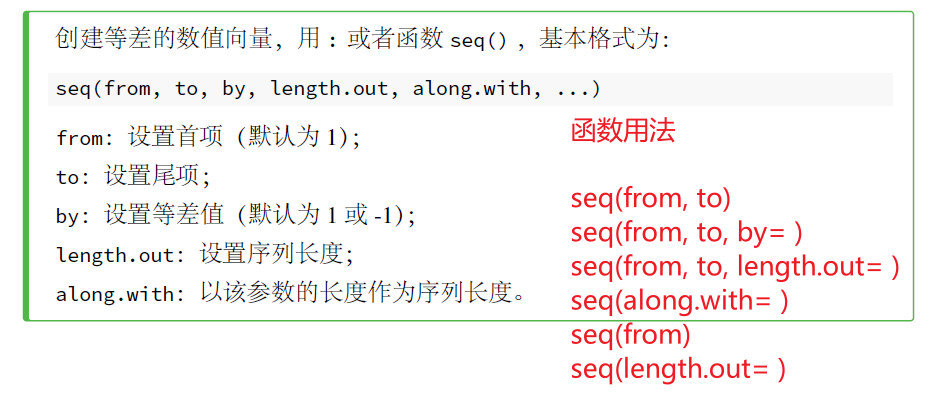 创建等差的数值向量，用 : 或者函数 seq() ，基本格式为：
seq(from, to, by, length.out, along.with, ...)
from: 设置首项（默认为 1）；
to: 设置尾项；
by: 设置等差值（默认为 1 或 -1）；
length.out: 设置序列长度；
along.with: 以该参数的长度作为序列长度。
函数用法
seq(from, to)
seq(from, to, by= )
seq(from, to, length.out= )
seq(along.with= )
seq(from)
seq(length.out= )